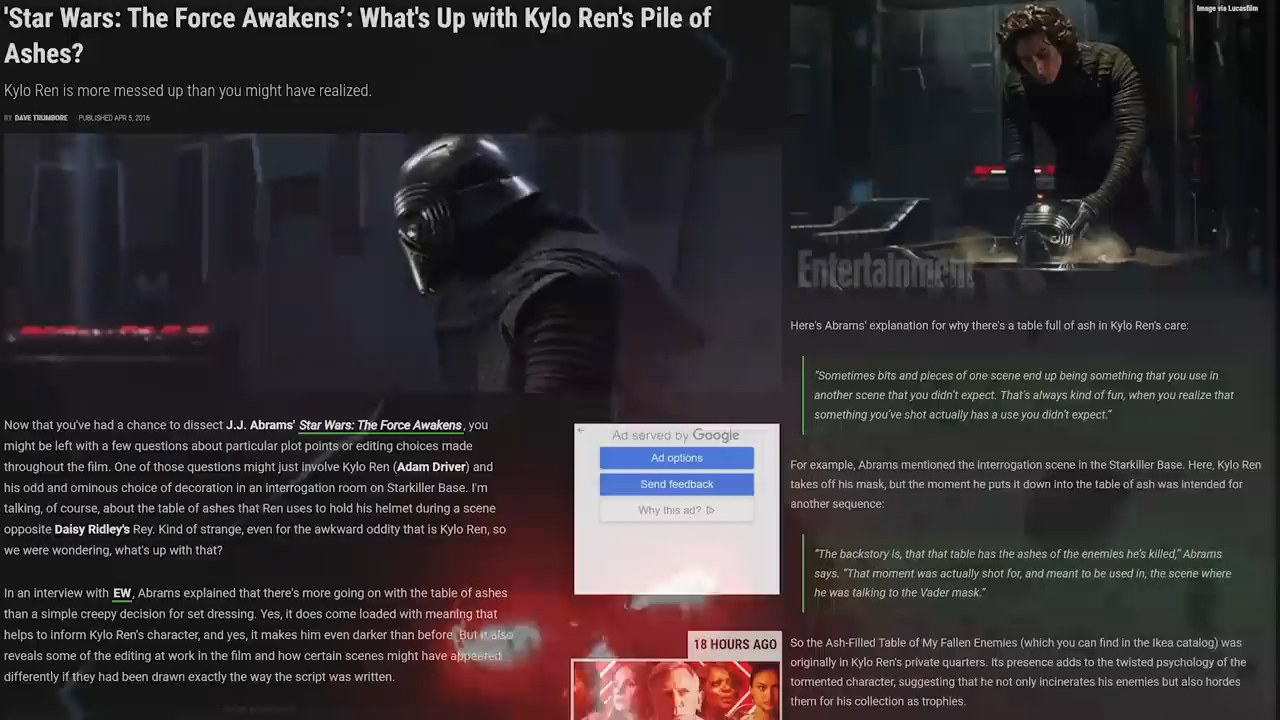 'Star Wars: The Force Awakens’: What's Up with Kylo Ren's Pile of
Ashes?
Kylo Ren is more messed up than you might have realized.
BY DAVE TRUMBORE PUBLISHED APR 5, 2016
Now that you've had a chance to dissect J.J. Abrams' Star Wars: The Force Awakens, you
might be left with a few questions about particular plot points or editing choices made
throughout the film. One of those questions might just involve Kylo Ren (Adam Driver) and
his odd and ominous choice of decoration in an interrogation room on Starkiller Base. I'm
talking, of course, about the table of ashes that Ren uses to hold his helmet during a scene
opposite Daisy Ridley's Rey. Kind of strange, even for the awkward oddity that is Kylo Ren, so
we were wondering, what's up with that?
In an interview with EW, Abrams explained that there's more going on with the table of ashes
than a simple creepy decision for set dressing. Yes, it does come loaded with meaning that
helps to inform Kylo Ren's character, and yes, it makes him even darker than before. But it also
reveals some of the editing at work in the film and how certain scenes might have appeared
differently if they had been drawn exactly the way the script was written.
Ad served by Google
Ad options
Send feedback
Why this ad?
18 HOURS AGO
Image via Lucasfilm
Entertainment
Here's Abrams' explanation for why there's a table full of ash in Kylo Ren's care:
“Sometimes bits and pieces of one scene end up being something that you use in
another scene that you didn’t expect. That’s always kind of fun, when you realize that
something you’ve shot actually has a use you didn’t expect.”
For example, Abrams mentioned the interrogation scene in the Starkiller Base. Here, Kylo Ren
takes off his mask, but the moment he puts it down into the table of ash was intended for
another sequence:
“The backstory is, that that table has the ashes of the enemies he’s killed,” Abrams
says. “That moment was actually shot for, and meant to be used in, the scene where
he was talking to the Vader mask.”
So the Ash-Filled Table of My Fallen Enemies (which you can find in the Ikea catalog) was
originally in Kylo Ren's private quarters. Its presence adds to the twisted psychology of the
tormented character, suggesting that he not only incinerates his enemies but also hordes
them for his collection as trophies.